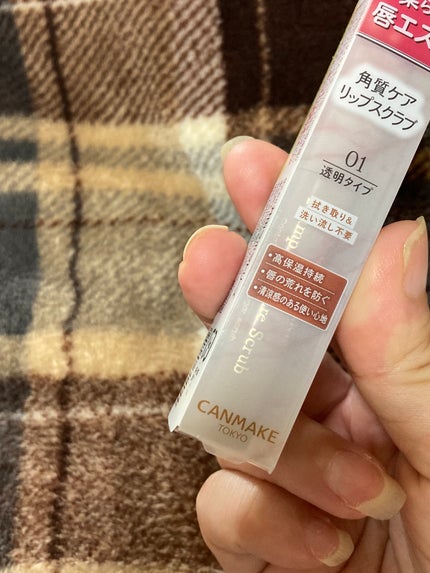 唇エス
角質ケア
リップスクラブ
01
透明タイプ
拭き取り&
洗い流し不要
・高保湿持続
・唇の荒れを防ぐ
・清涼感のある使い心地
Scrub
CANMAKE
TOKYO